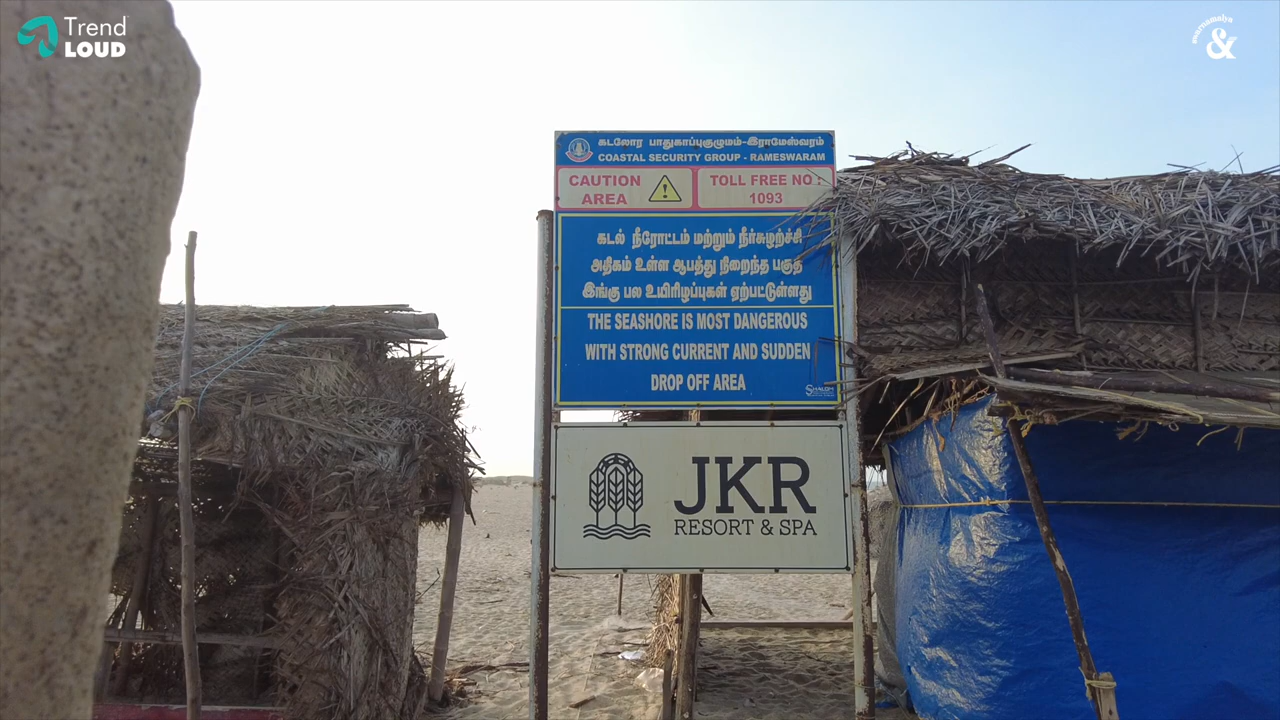 Trend
LOUD
swarnamalya
&
கடலோர பாதுகாப்புகுழுமம்-இராமேஸ்வரம்
COASTAL SECURITY GROUP - RAMESWARAM
CAUTION
AREA
TOLL FREE NO :
1093
கடல் நீரோட்டம் மற்றும் நீர்சுழற்ச்சி
அதிகம் உள்ள ஆபத்து நிறைந்த பகுதி
இங்கு பல உயிரிழப்புகள் ஏற்பட்டுள்ளது
THE SEASHORE IS MOST DANGEROUS
WITH STRONG CURRENT AND SUDDEN
DROP OFF AREA
SHALOM
JKR
RESORT & SPA